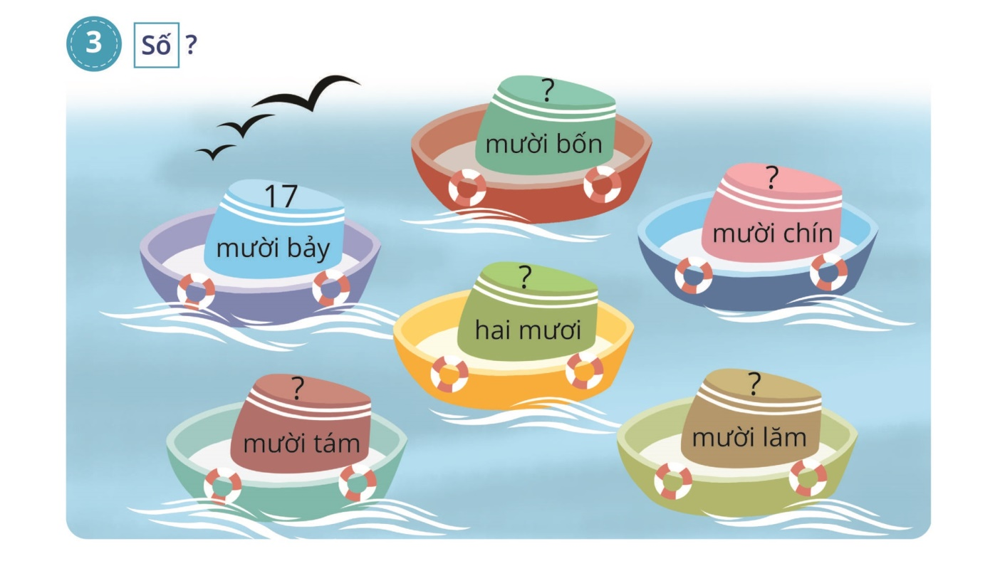 3 Số ?
?
mười bốn
?
mười chín
17
mười bảy
?
hai mươi
?
mười tám
?
mười lăm